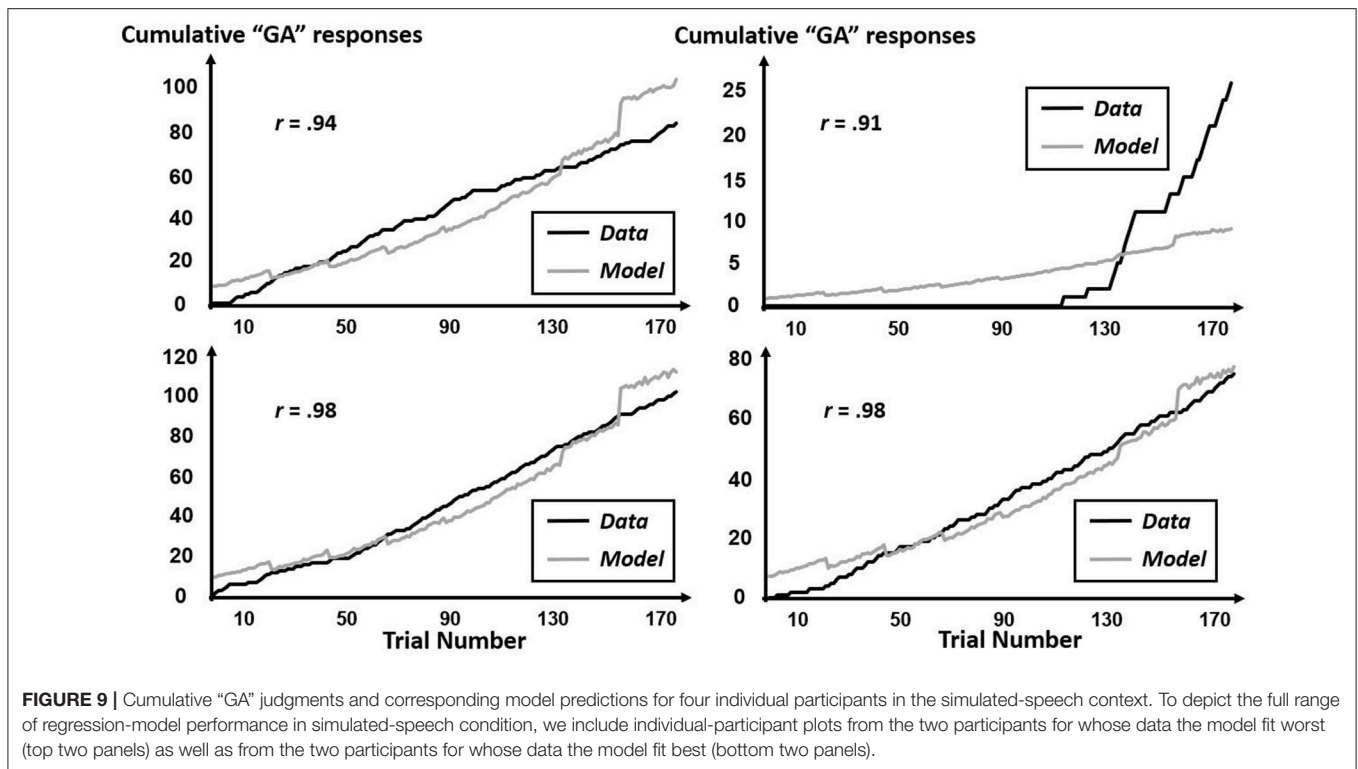 Cumulative “GA” responses
100
80
60
40
20
0
r = .94
Data
Model
10 50 90 130 170
Cumulative “GA” responses
25
20
15
10
5
0
r = .91
Data
Model
10 50 90 130 170
120
100
80
60
40
20
0
r = .98
Data
Model
10 50 90 130 170
Trial Number
80
60
40
20
0
r = .98
Data
Model
10 50 90 130 170
Trial Number
FIGURE 9 | Cumulative “GA” judgments and corresponding model predictions for four individual participants in the simulated-speech context. To depict the full range
of regression-model performance in simulated-speech condition, we include individual-participant plots from the two participants for whose data the model fit worst
(top two panels) as well as from the two participants for whose data the model fit best (bottom two panels).